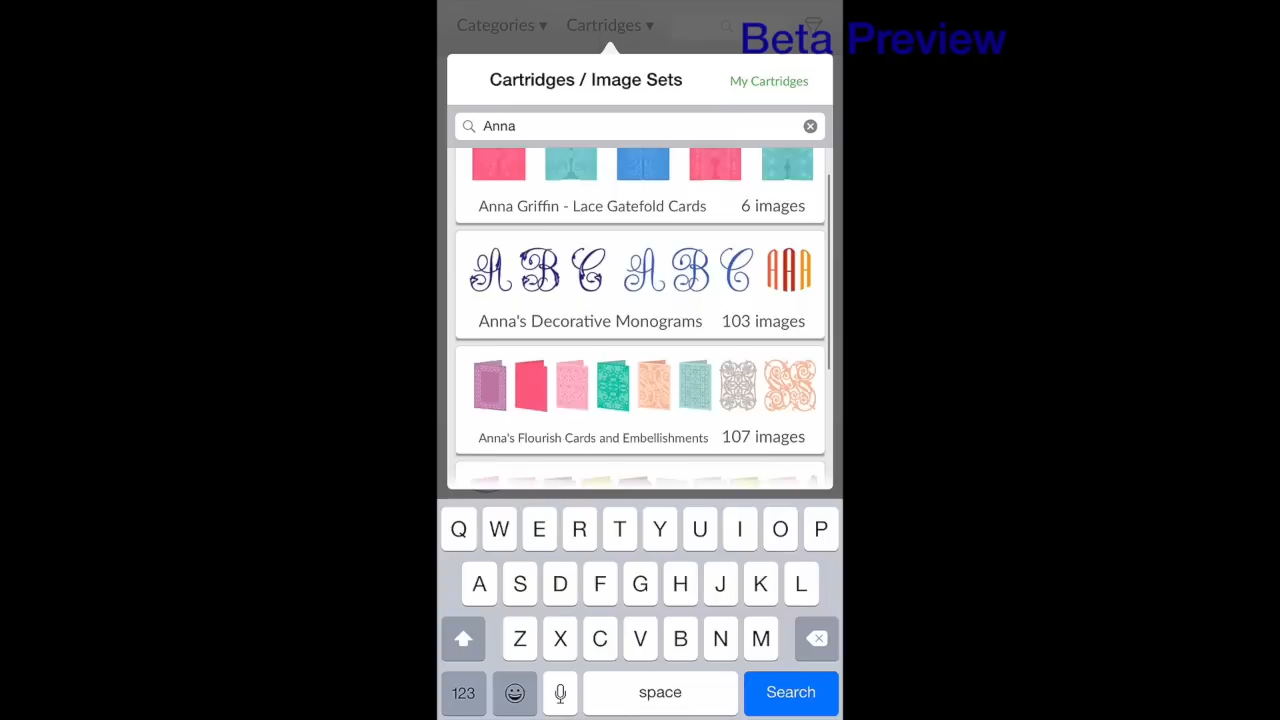 Categories ▾ Cartridges ▾
Beta Preview
Cartridges / Image Sets My Cartridges
Anna
Anna Griffin - Lace Gatefold Cards 6 images
A B C A B C A A A
Anna's Decorative Monograms 103 images
Anna's Flourish Cards and Embellishments 107 images
Q W E R T Y U I O P
A S D F G H J K L
Z X C V B N M
123 space Search